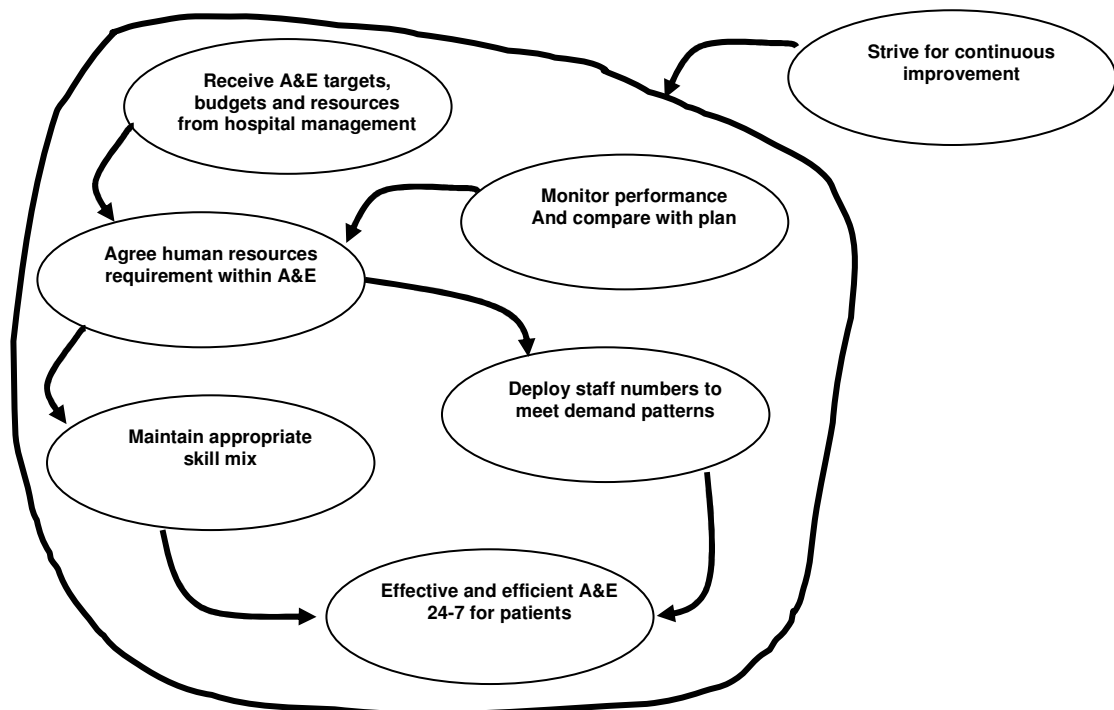 Receive A&E targets,
budgets and resources
from hospital management
Strive for continuous
improvement
Monitor performance
And compare with plan
Agree human resources
requirement within A&E
Deploy staff numbers to
meet demand patterns
Maintain appropriate
skill mix
Effective and efficient A&E
24-7 for patients